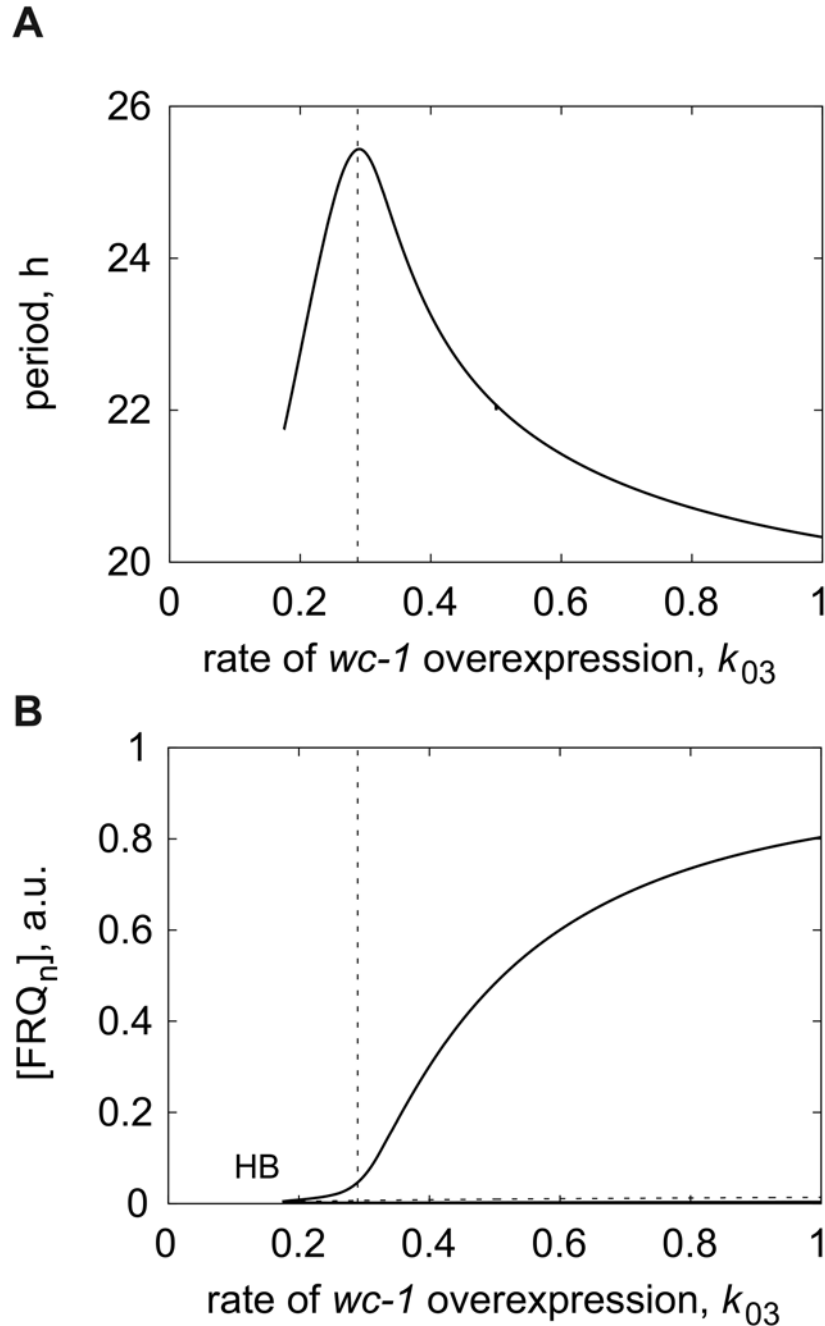 A
26
24
22
20
period, h
0 0.2 0.4 0.6 0.8 1
rate of wc-1 overexpression, k03
B
1
0.8
0.6
0.4
0.2
0
[FRQn], a.u.
HB
0 0.2 0.4 0.6 0.8 1
rate of wc-1 overexpression, k03